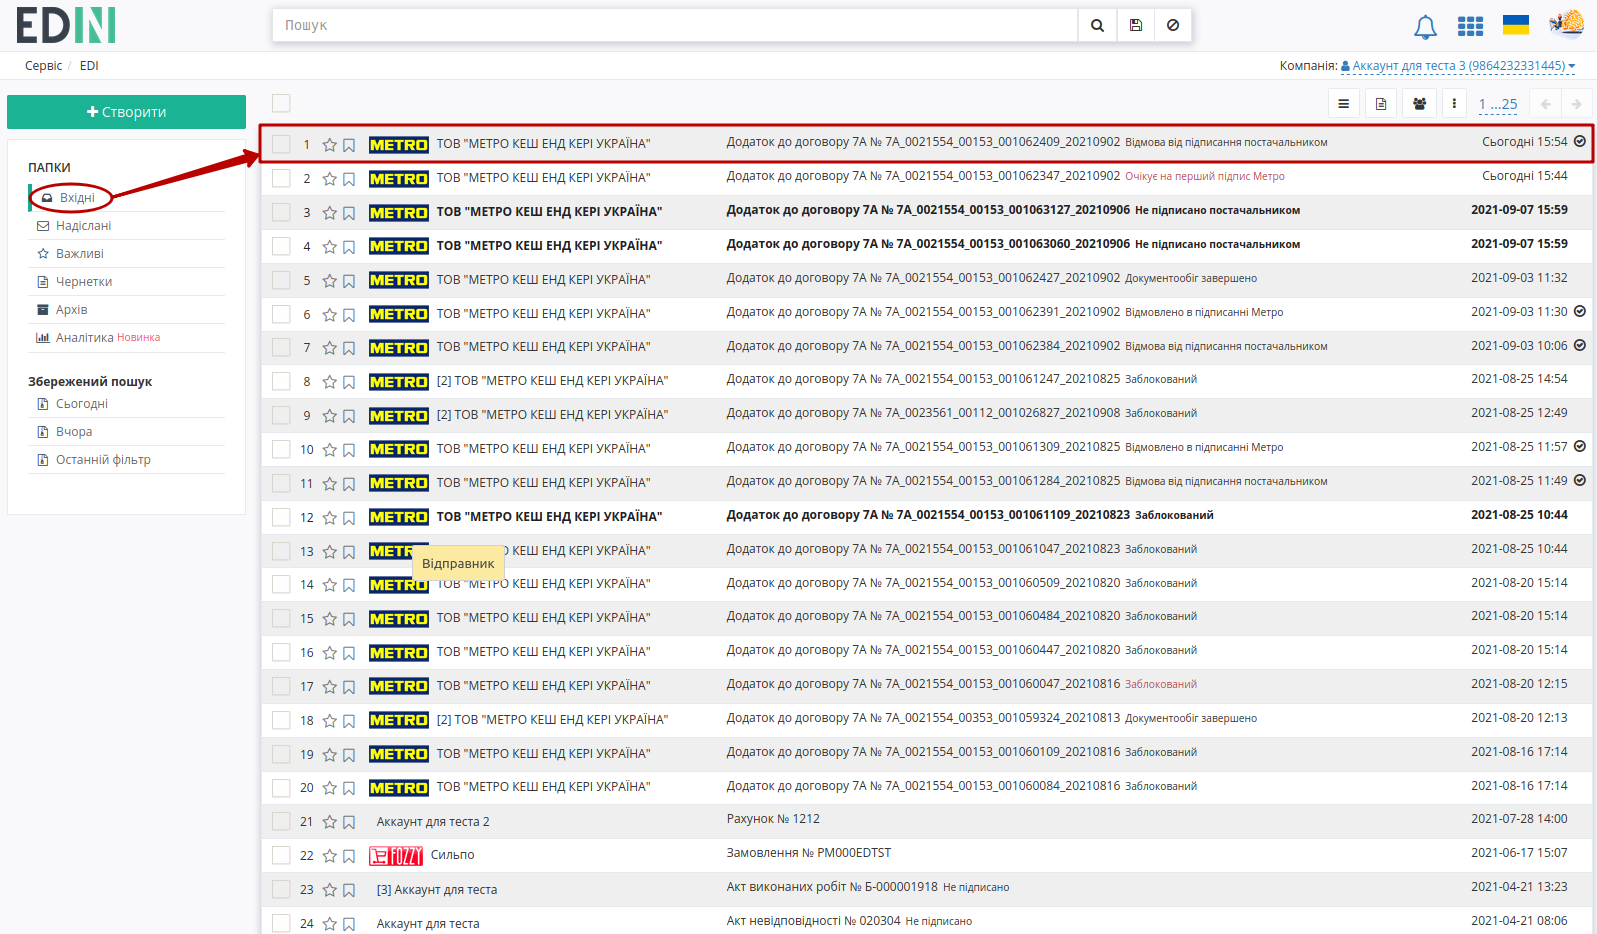 EDIN
Пошук
Сервіс / EDI
Компанія: Аккаунт для теста 3 (9864232331445)
Створити
1 ...25
ПАПКИ
Вхідні
Надіслані
Важливі
Чернетки
Архів
Аналітика Новинка
Збережений пошук
Сьогодні
Вчора
Останній фільтр
1 METRO ТОВ "МЕТРО КЕШ ЕНД КЕРІ УКРАЇНА" Додаток до договору 7А № 7А_0021554_00153_001062409_20210902 Відмова від підписання постачальником Сьогодні 15:54
2 METRO ТОВ "МЕТРО КЕШ ЕНД КЕРІ УКРАЇНА" Додаток до договору 7А № 7А_0021554_00153_001062347_20210902 Очікує на перший підпис Метро Сьогодні 15:44
3 METRO ТОВ "МЕТРО КЕШ ЕНД КЕРІ УКРАЇНА" Додаток до договору 7А № 7А_0021554_00153_001063127_20210906 Не підписано постачальником 2021-09-07 15:59
4 METRO ТОВ "МЕТРО КЕШ ЕНД КЕРІ УКРАЇНА" Додаток до договору 7А № 7А_0021554_00153_001063060_20210906 Не підписано постачальником 2021-09-07 15:59
5 METRO ТОВ "МЕТРО КЕШ ЕНД КЕРІ УКРАЇНА" Додаток до договору 7А № 7А_0021554_00153_001062427_20210902 Документообіг завершено 2021-09-03 11:32
6 METRO ТОВ "МЕТРО КЕШ ЕНД КЕРІ УКРАЇНА" Додаток до договору 7А № 7А_0021554_00153_001062391_20210902 Відмовлено в підписанні Метро 2021-09-03 11:30
7 METRO ТОВ "МЕТРО КЕШ ЕНД КЕРІ УКРАЇНА" Додаток до договору 7А № 7А_0021554_00153_001062384_20210902 Відмова від підписання постачальником 2021-09-03 10:06
8 METRO [2] ТОВ "МЕТРО КЕШ ЕНД КЕРІ УКРАЇНА" Додаток до договору 7А № 7А_0021554_00153_001061247_20210825 Заблокований 2021-08-25 14:54
9 METRO [2] ТОВ "МЕТРО КЕШ ЕНД КЕРІ УКРАЇНА" Додаток до договору 7А № 7А_0023561_00112_001026827_20210908 Заблокований 2021-08-25 12:49
10 METRO ТОВ "МЕТРО КЕШ ЕНД КЕРІ УКРАЇНА" Додаток до договору 7А № 7А_0021554_00153_001061309_20210825 Відмовлено в підписанні Метро 2021-08-25 11:57
11 METRO ТОВ "МЕТРО КЕШ ЕНД КЕРІ УКРАЇНА" Додаток до договору 7А № 7А_0021554_00153_001061284_20210825 Відмова від підписання постачальником 2021-08-25 11:49
12 METRO ТОВ "МЕТРО КЕШ ЕНД КЕРІ УКРАЇНА" Додаток до договору 7А № 7А_0021554_00153_001061109_20210823 Заблокований 2021-08-25 10:44
13 METRO КЕШ ЕНД КЕРІ УКРАЇНА" Додаток до договору 7А № 7А_0021554_00153_001061047_20210823 Заблокований 2021-08-25 10:44
Відправник
14 METRO ТОВ "МЕТРО КЕШ ЕНД КЕРІ УКРАЇНА" Додаток до договору 7А № 7А_0021554_00153_001060509_20210820 Заблокований 2021-08-20 15:14
15 METRO ТОВ "МЕТРО КЕШ ЕНД КЕРІ УКРАЇНА" Додаток до договору 7А № 7А_0021554_00153_001060484_20210820 Заблокований 2021-08-20 15:14
16 METRO ТОВ "МЕТРО КЕШ ЕНД КЕРІ УКРАЇНА" Додаток до договору 7А № 7А_0021554_00153_001060447_20210820 Заблокований 2021-08-20 15:14
17 METRO ТОВ "МЕТРО КЕШ ЕНД КЕРІ УКРАЇНА" Додаток до договору 7А № 7А_0021554_00153_001060047_20210816 Заблокований 2021-08-20 12:15
18 METRO [2] ТОВ "МЕТРО КЕШ ЕНД КЕРІ УКРАЇНА" Додаток до договору 7А № 7А_0021554_00353_001059324_20210813 Документообіг завершено 2021-08-20 12:13
19 METRO ТОВ "МЕТРО КЕШ ЕНД КЕРІ УКРАЇНА" Додаток до договору 7А № 7А_0021554_00153_001060109_20210816 Заблокований 2021-08-16 17:14
20 METRO ТОВ "МЕТРО КЕШ ЕНД КЕРІ УКРАЇНА" Додаток до договору 7А № 7А_0021554_00153_001060084_20210816 Заблокований 2021-08-16 17:14
21 Аккаунт для теста 2 Рахунок № 1212 2021-07-28 14:00
22 FOZZY Сильпо Замовлення № PM000EDTST 2021-06-17 15:07
23 [3] Аккаунт для теста Акт виконаних робіт № Б-000001918 Не підписано 2021-04-21 13:23
24 Аккаунт для теста Акт невідповідності № 020304 Не підписано 2021-04-21 08:06